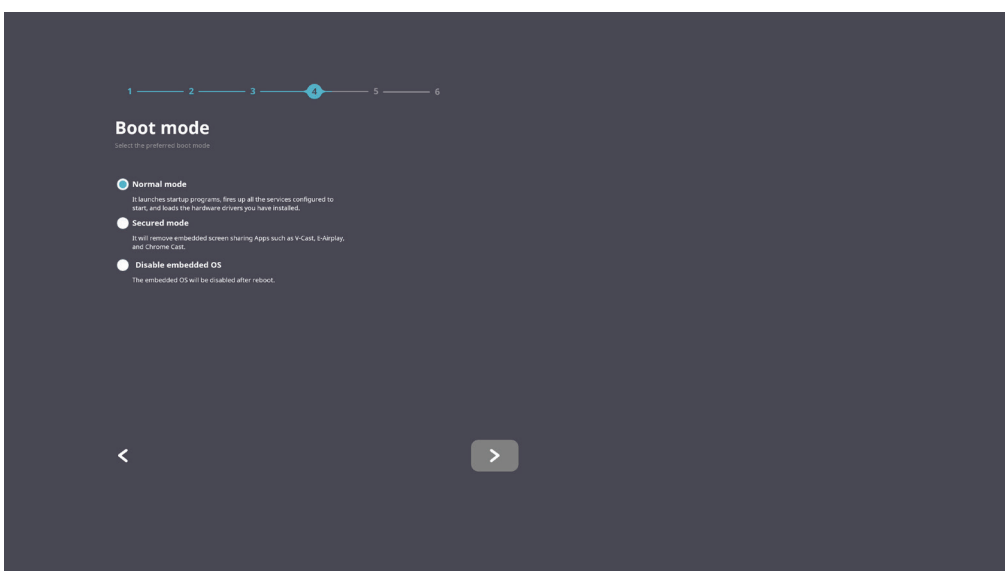 1 2 3 4 5 6
Boot mode
Select the preferred boot mode
Normal mode
It launches startup programs, fires up all the services configured to
start, and loads the hardware drivers you have installed.
Secured mode
It will remove embedded screen sharing Apps such as V-Cast, E-Airplay,
and Chrome Cast.
Disable embedded OS
The embedded OS will be disabled after reboot.